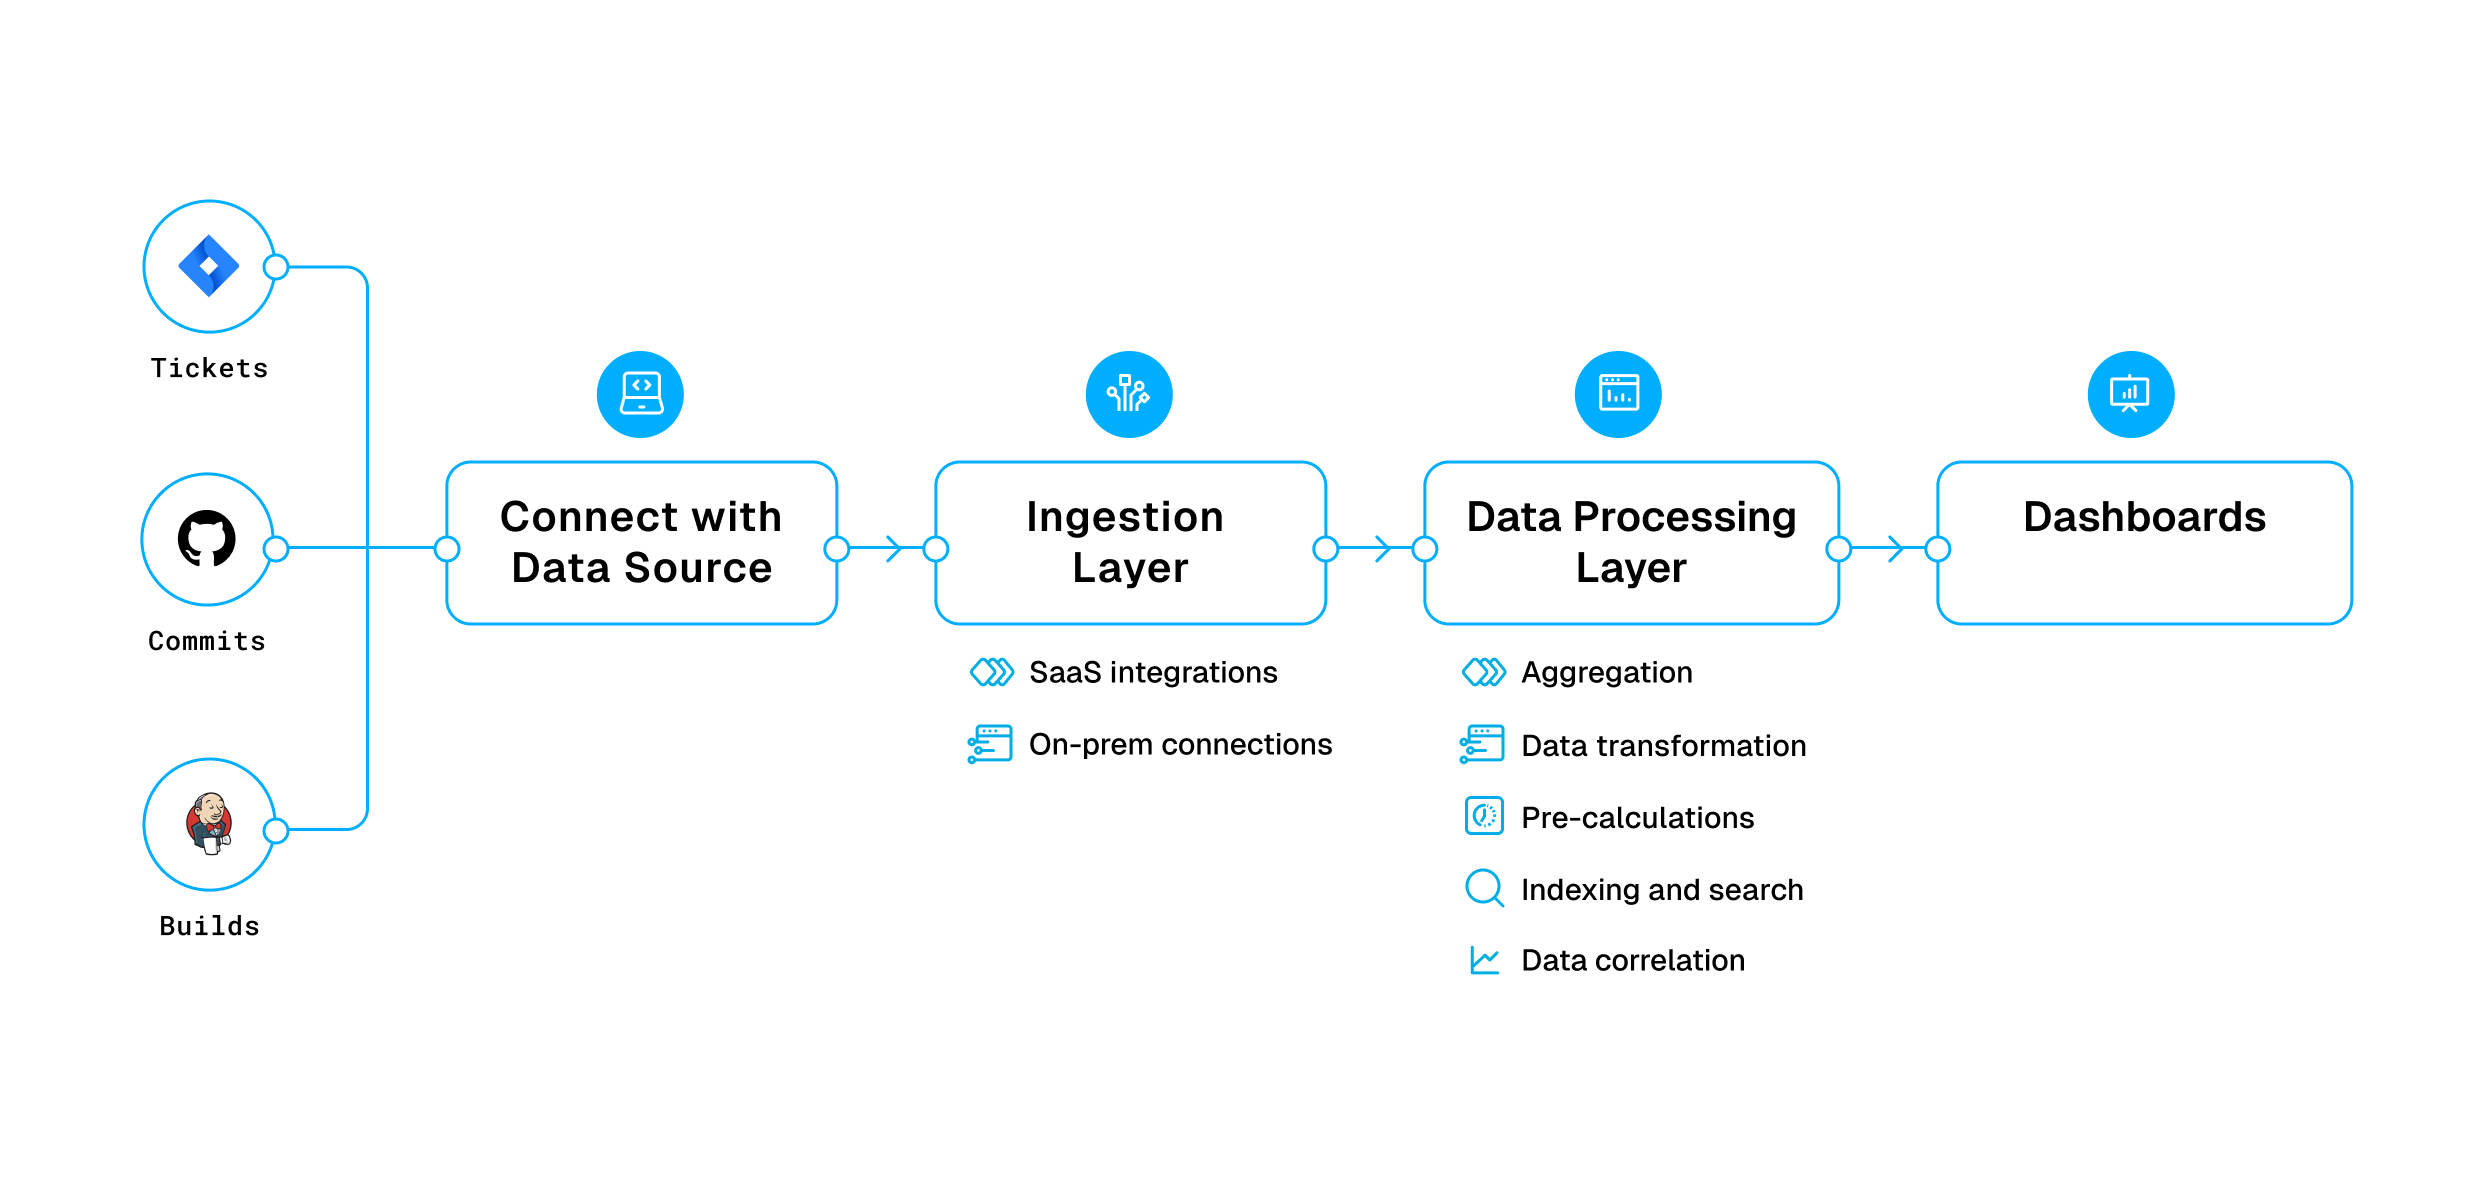 Tickets
Commits
Builds
Connect with
Data Source
Ingestion
Layer
SaaS integrations
On-prem connections
Data Processing
Layer
Aggregation
Data transformation
Pre-calculations
Indexing and search
Data correlation
Dashboards